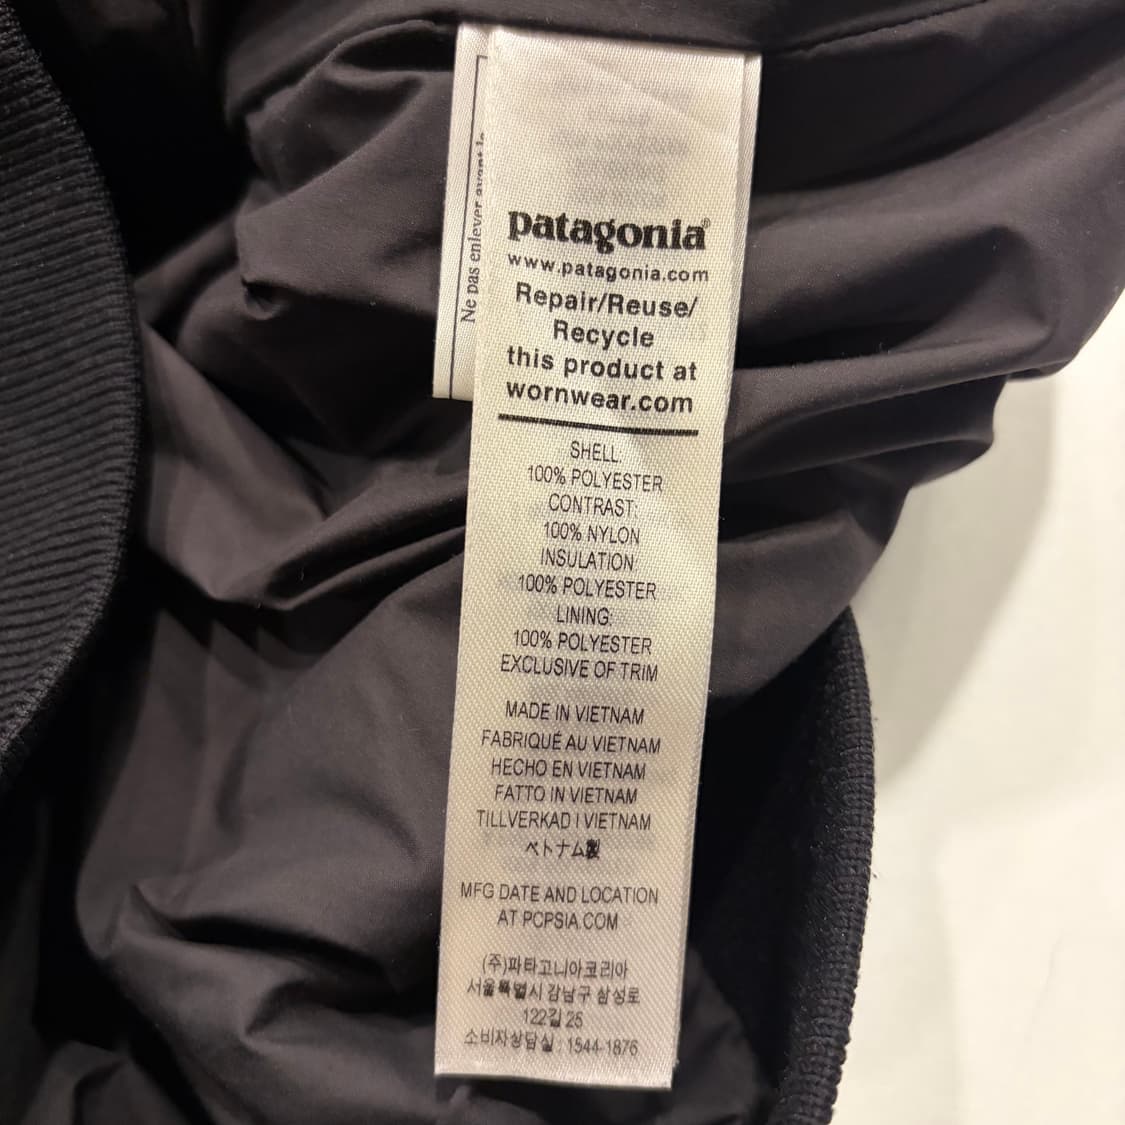 Ne pas enlever avant le
patagonia®
www.patagonia.com
Repair/Reuse/
Recycle
this product at
wornwear.com
SHELL
100% POLYESTER
CONTRAST:
100% NYLON
INSULATION
100% POLYESTER
LINING:
100% POLYESTER
EXCLUSIVE OF TRIM
MADE IN VIETNAM
FABRIQUÉ AU VIETNAM
HECHO EN VIETNAM
FATTO IN VIETNAM
TILLVERKAD I VIETNAM
ベトナム製
MFG DATE AND LOCATION
AT PCPSIA.COM
(주)파타고니아코리아
서울특별시 강남구 삼성로
122길 25
소비자상담실 : 1544-1876